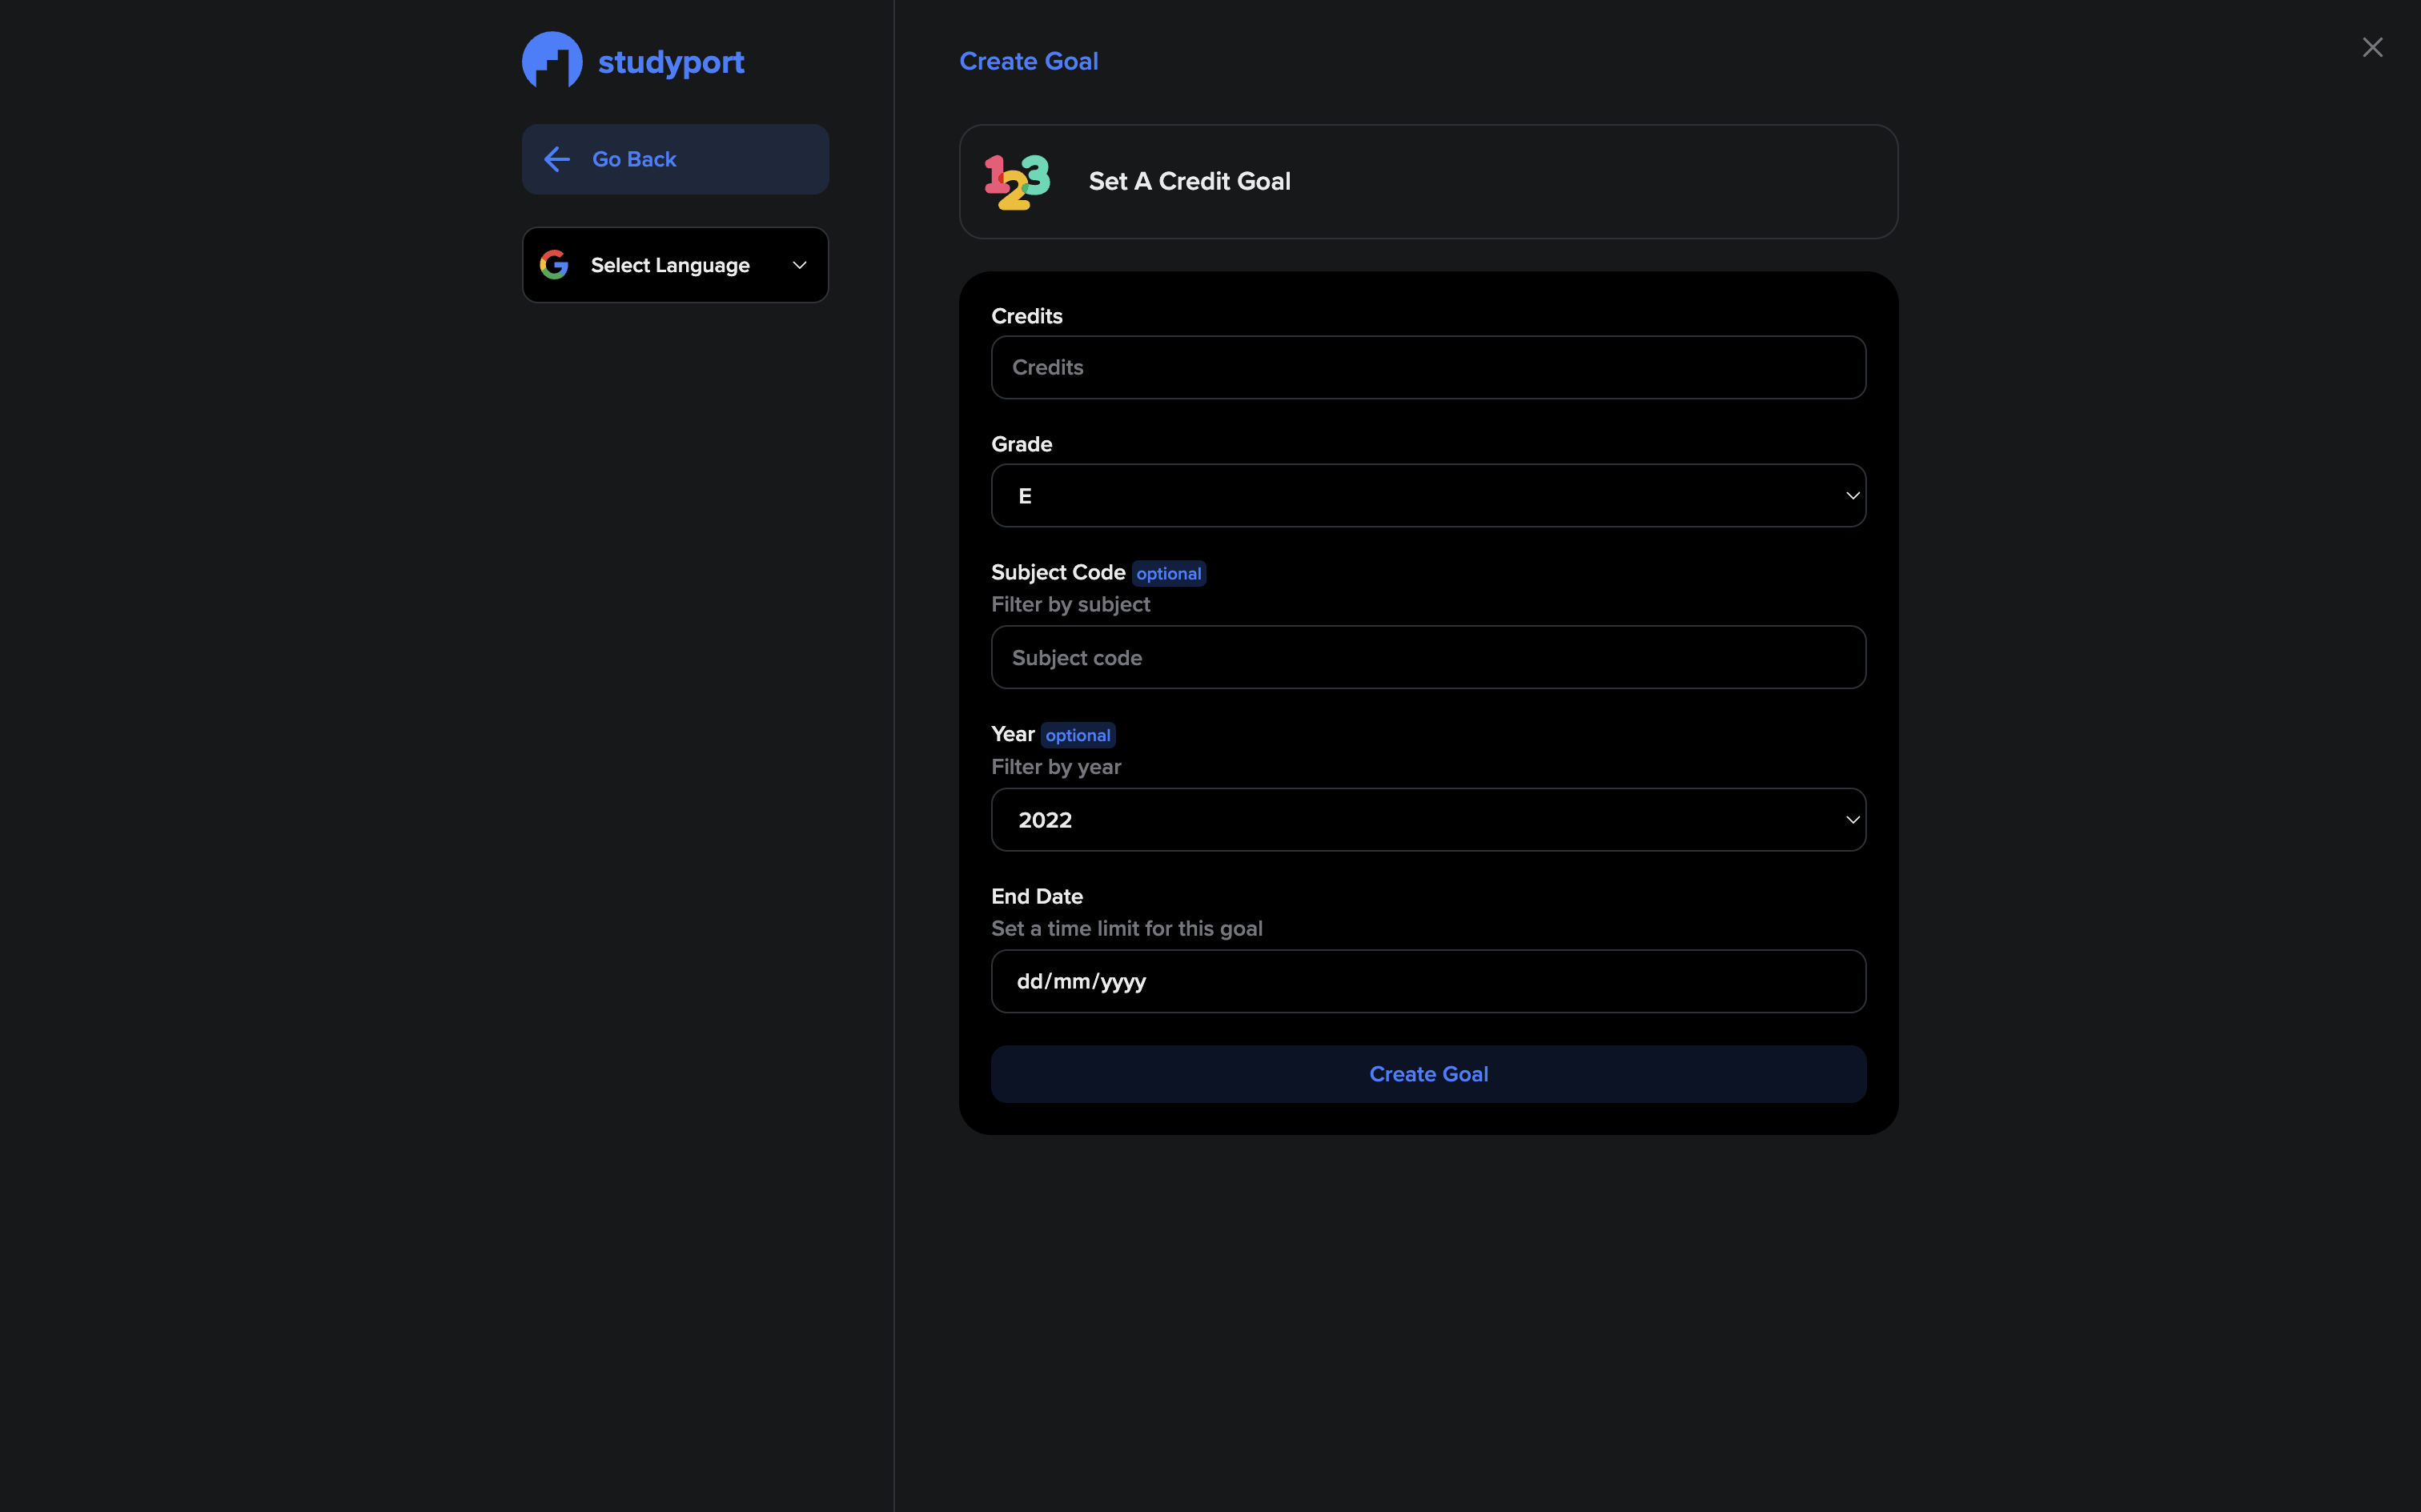 studyport
Go Back
Select Language
Create Goal
123
Set A Credit Goal
Credits
Credits
Grade
E
Subject Code optional
Filter by subject
Subject code
Year optional
Filter by year
2022
End Date
Set a time limit for this goal
dd/mm/yyyy
Create Goal